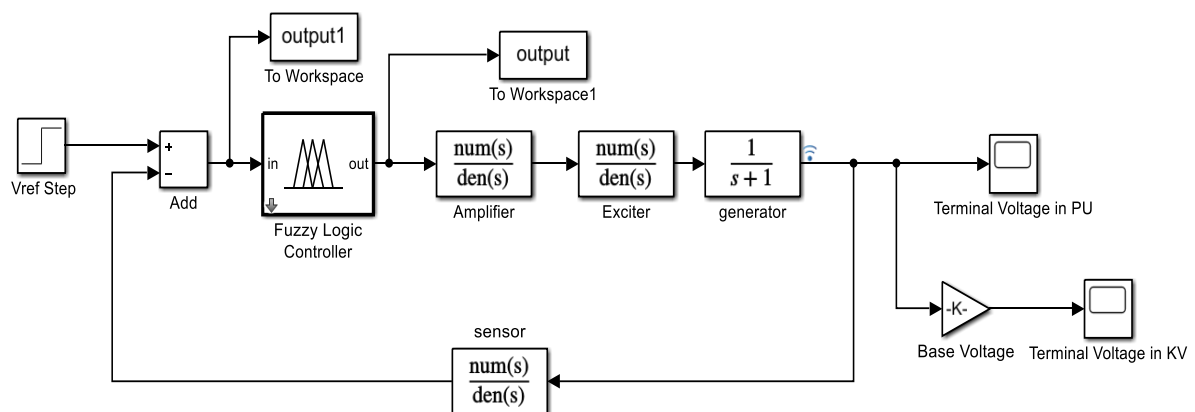 output1
To Workspace
output
To Workspace1
Vref Step
+
−
Add
in
out
Fuzzy Logic
Controller
num(s)
den(s)
Amplifier
num(s)
den(s)
Exciter
1
s + 1
generator
Terminal Voltage in PU
-K-
Base Voltage
Terminal Voltage in KV
sensor
num(s)
den(s)